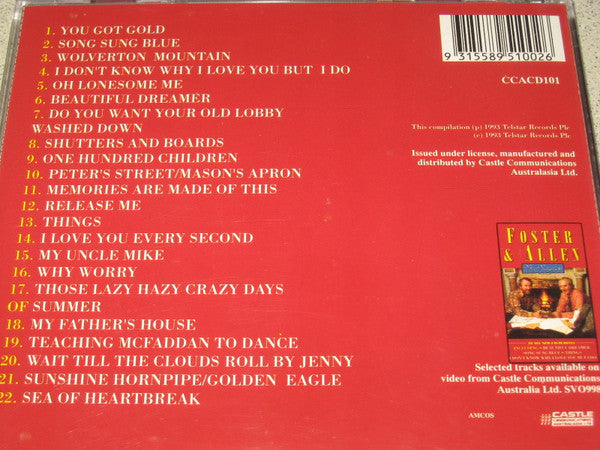 1. YOU GOT GOLD
2. SONG SUNG BLUE
3. WOLVERTON MOUNTAIN
4. I DON'T KNOW WHY I LOVE YOU BUT I DO
5. OH LONESOME ME
6. BEAUTIFUL DREAMER
7. DO YOU WANT YOUR OLD LOBBY
WASHED DOWN
8. SHUTTERS AND BOARDS
9. ONE HUNDRED CHILDREN
10. PETER'S STREET/MASON'S APRON
11. MEMORIES ARE MADE OF THIS
12. RELEASE ME
13. THINGS
14. I LOVE YOU EVERY SECOND
15. MY UNCLE MIKE
16. WHY WORRY
17. THOSE LAZY HAZY CRAZY DAYS
OF SUMMER
18. MY FATHER'S HOUSE
19. TEACHING MCFADDAN TO DANCE
20. WAIT TILL THE CLOUDS ROLL BY JENNY
21. SUNSHINE HORNPIPE/GOLDEN EAGLE
22. SEA OF HEARTBREAK
9 315589 510026
CCACD101
This compilation (p) 1993 Telstar Records Plc
(c) 1993 Telstar Records Plc
Issued under license, manufactured and
distributed by Castle Communications
Australasia Ltd.
FOSTER
& ALLEN
Selected tracks available on
video from Castle Communications
Australia Ltd. SVO998
AMCOS
CASTLE